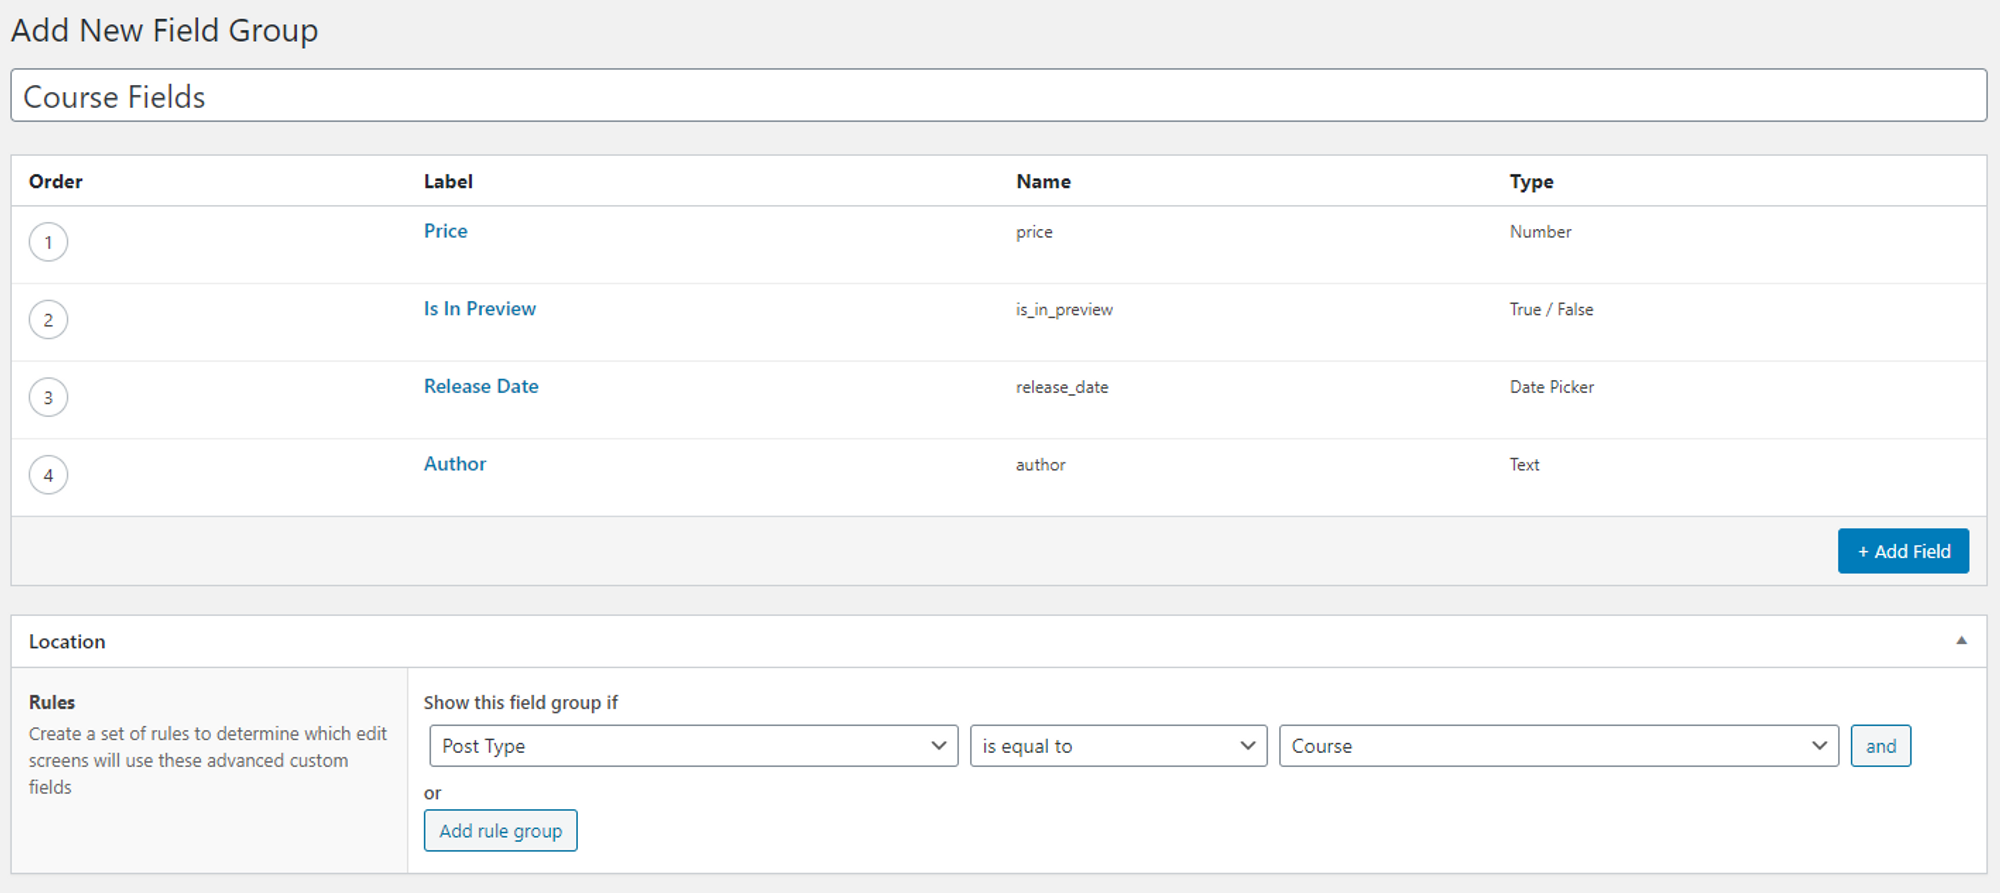 Add New Field Group
Course Fields
Order Label Name Type
1 Price price Number
2 Is In Preview is_in_preview True / False
3 Release Date release_date Date Picker
4 Author author Text
+ Add Field
Location
Rules
Create a set of rules to determine which edit
screens will use these advanced custom
fields
Show this field group if
Post Type is equal to Course and
or
Add rule group